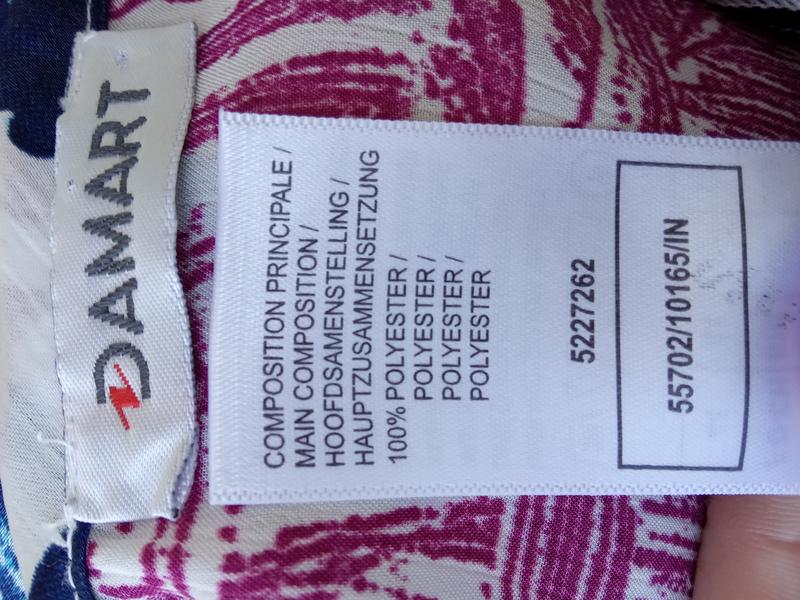 DAMART
COMPOSITION PRINCIPALE /
MAIN COMPOSITION /
HOOFDSAMENSTELLING /
HAUPTZUSAMMENSETZUNG
100% POLYESTER /
POLYESTER /
POLYESTER /
POLYESTER
5227262
55702/10165/IN